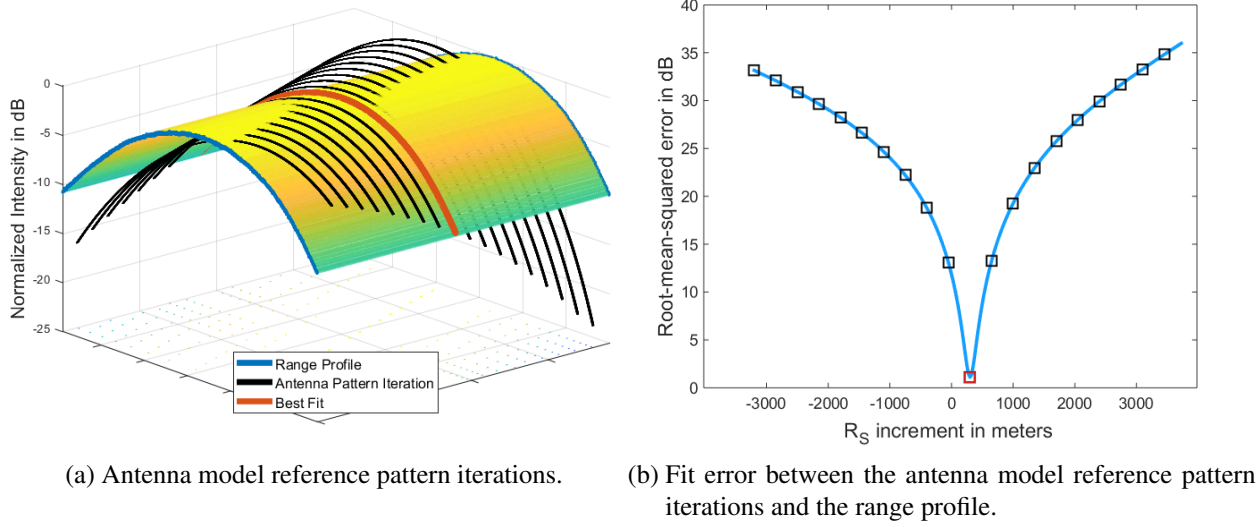 Normalized Intensity in dB
0
-5
-10
-15
-20
-25
Range Profile
Antenna Pattern Iteration
Best Fit
Root-mean-squared error in dB
40
35
30
25
20
15
10
5
0
-3000 -2000 -1000 0 1000 2000 3000
R_S increment in meters
(a) Antenna model reference pattern iterations.
(b) Fit error between the antenna model reference pattern
iterations and the range profile.